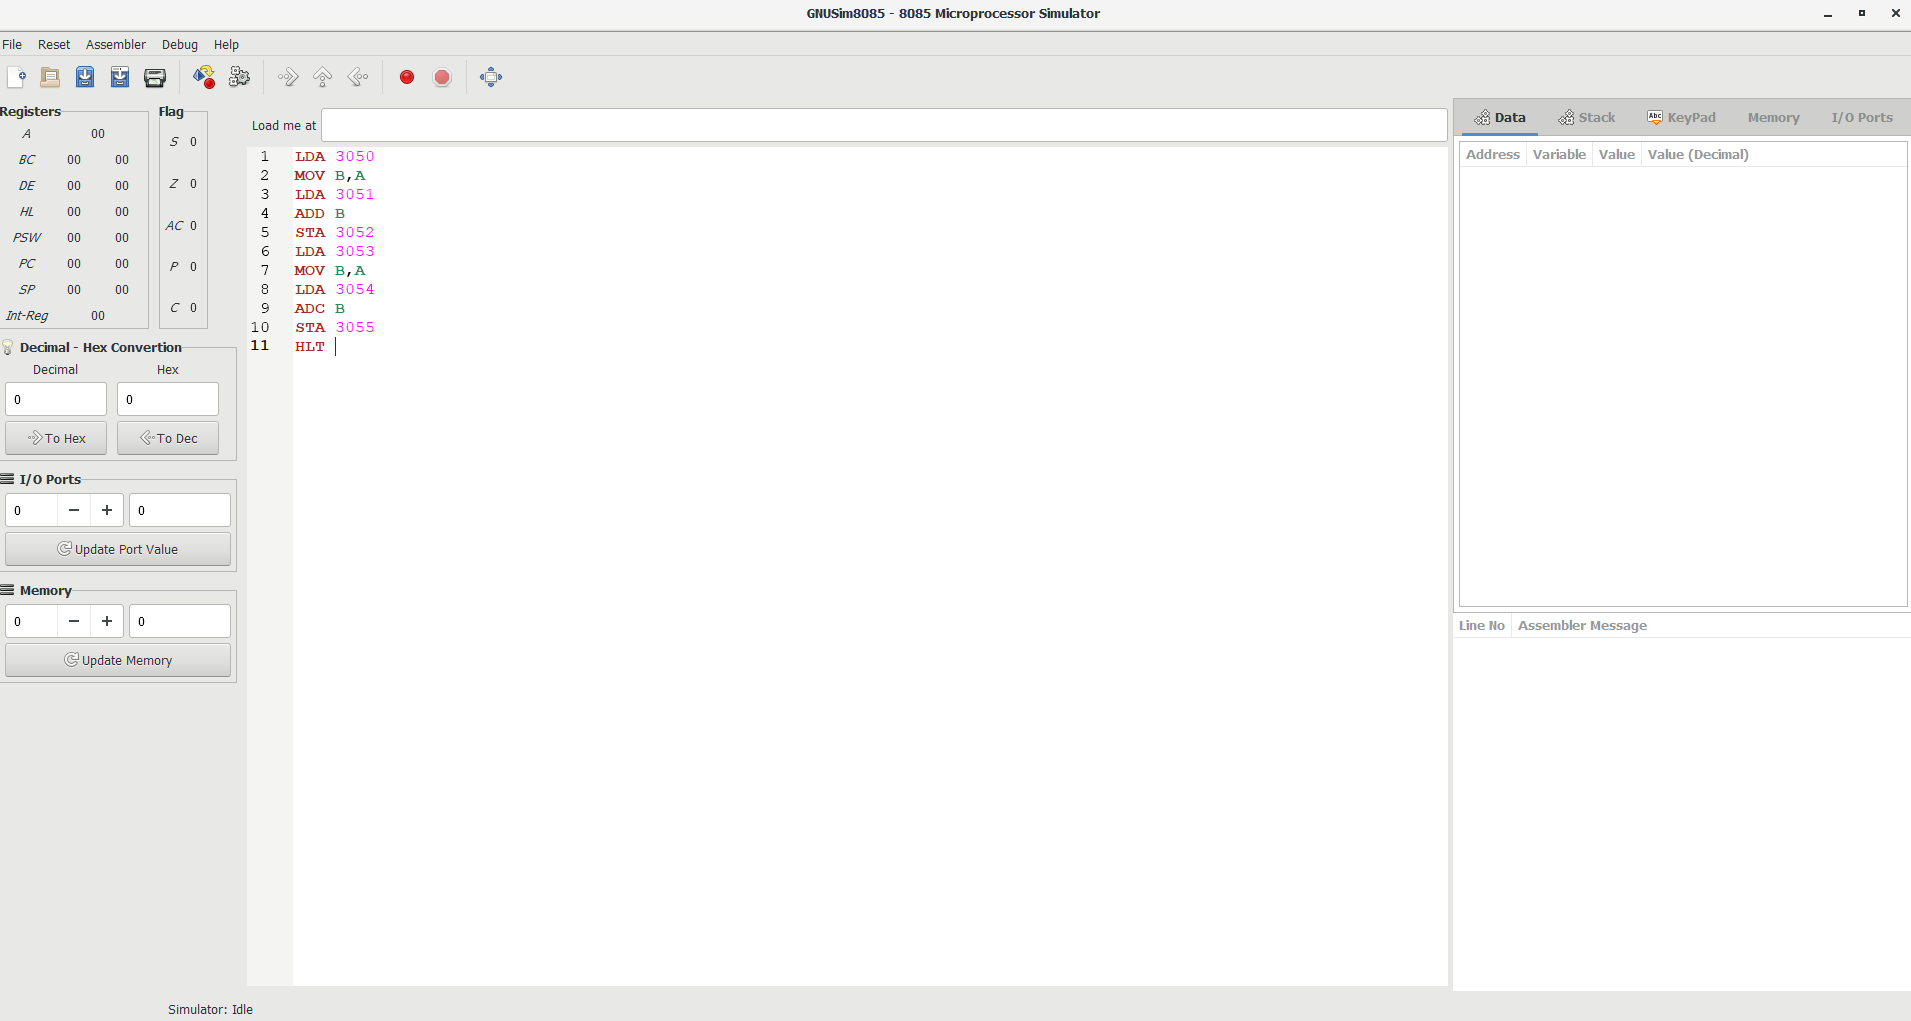 GNUSim8085 - 8085 Microprocessor Simulator
File Reset Assembler Debug Help
Registers
A 00
BC 00 00
DE 00 00
HL 00 00
PSW 00 00
PC 00 00
SP 00 00
Int-Reg 00
Flag
S 0
Z 0
AC 0
P 0
C 0
Decimal - Hex Convertion
Decimal Hex
0 0
To Hex To Dec
I/O Ports
0 − + 0
Update Port Value
Memory
0 − + 0
Update Memory
Load me at
1 LDA 3050
2 MOV B,A
3 LDA 3051
4 ADD B
5 STA 3052
6 LDA 3053
7 MOV B,A
8 LDA 3054
9 ADC B
10 STA 3055
11 HLT
Data Stack Abc KeyPad Memory I/O Ports
Address Variable Value Value (Decimal)
Line No Assembler Message
Simulator: Idle